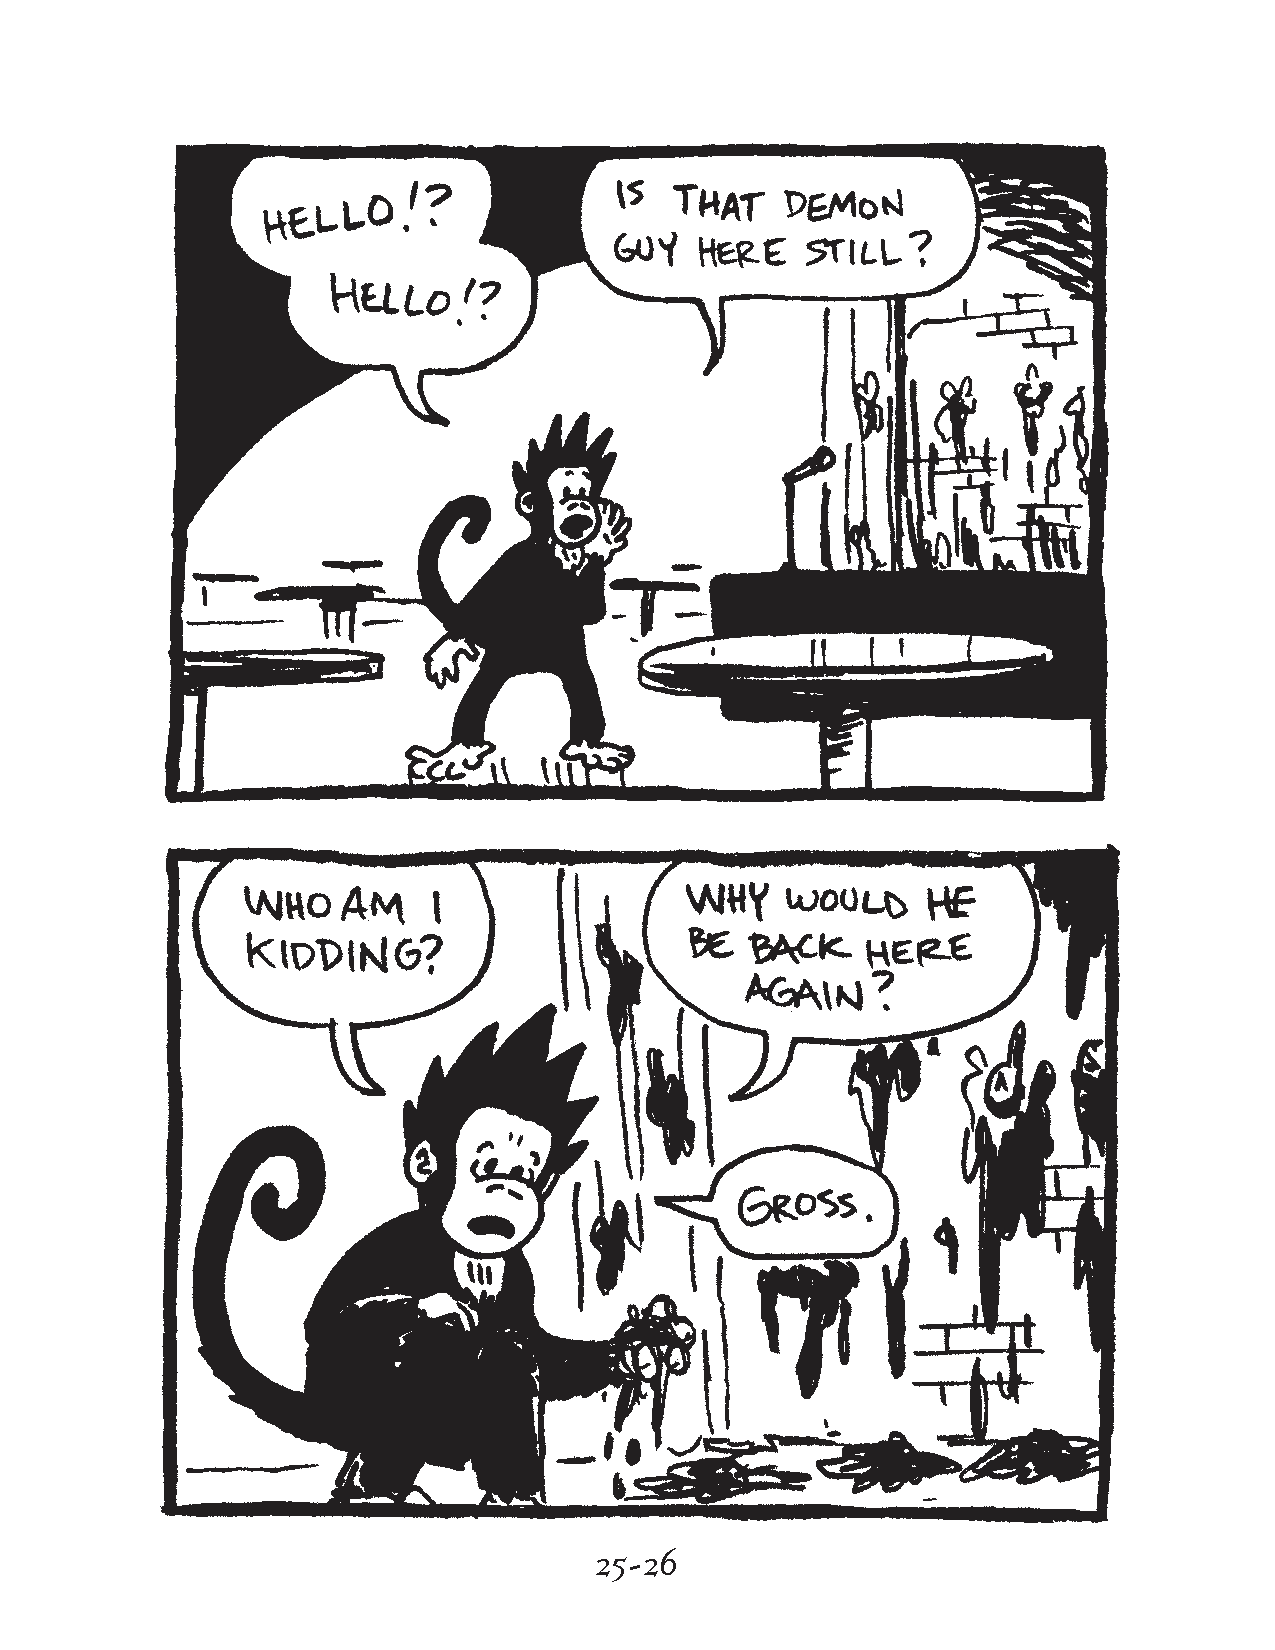 HELLO!?
HELLO!?
IS THAT DEMON
GUY HERE STILL?
WHO AM I
KIDDING?
WHY WOULD HE
BE BACK HERE
AGAIN?
GROSS.
25-26